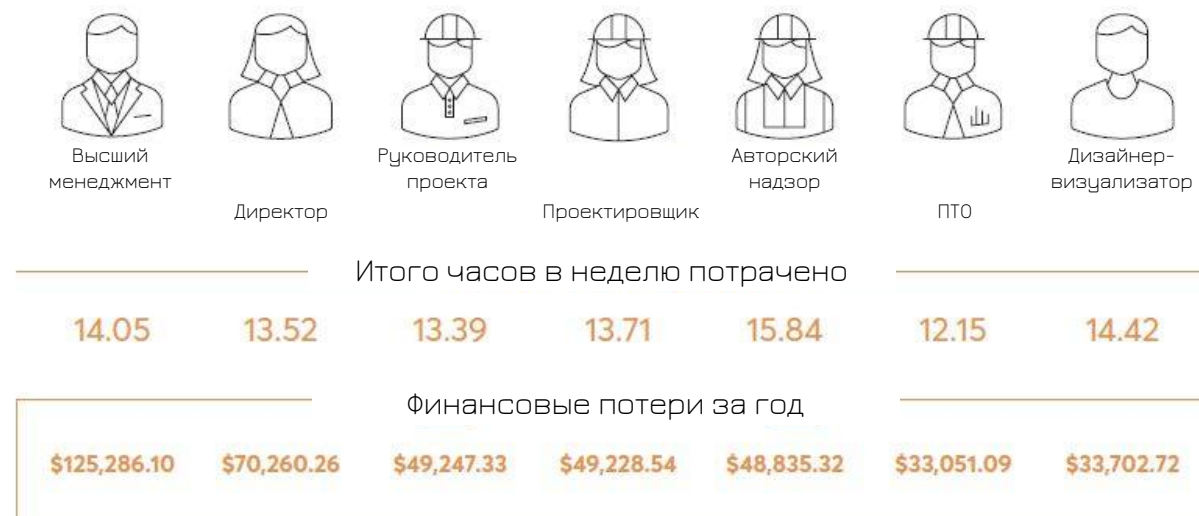 Высший
менеджмент
Директор
Руководитель
проекта
Проектировщик
Авторский
надзор
ПТО
Дизайнер-
визуализатор
Итого часов в неделю потрачено
14.05 13.52 13.39 13.71 15.84 12.15 14.42
Финансовые потери за год
$125,286.10 $70,260.26 $49,247.33 $49,228.54 $48,835.32 $33,051.09 $33,702.72